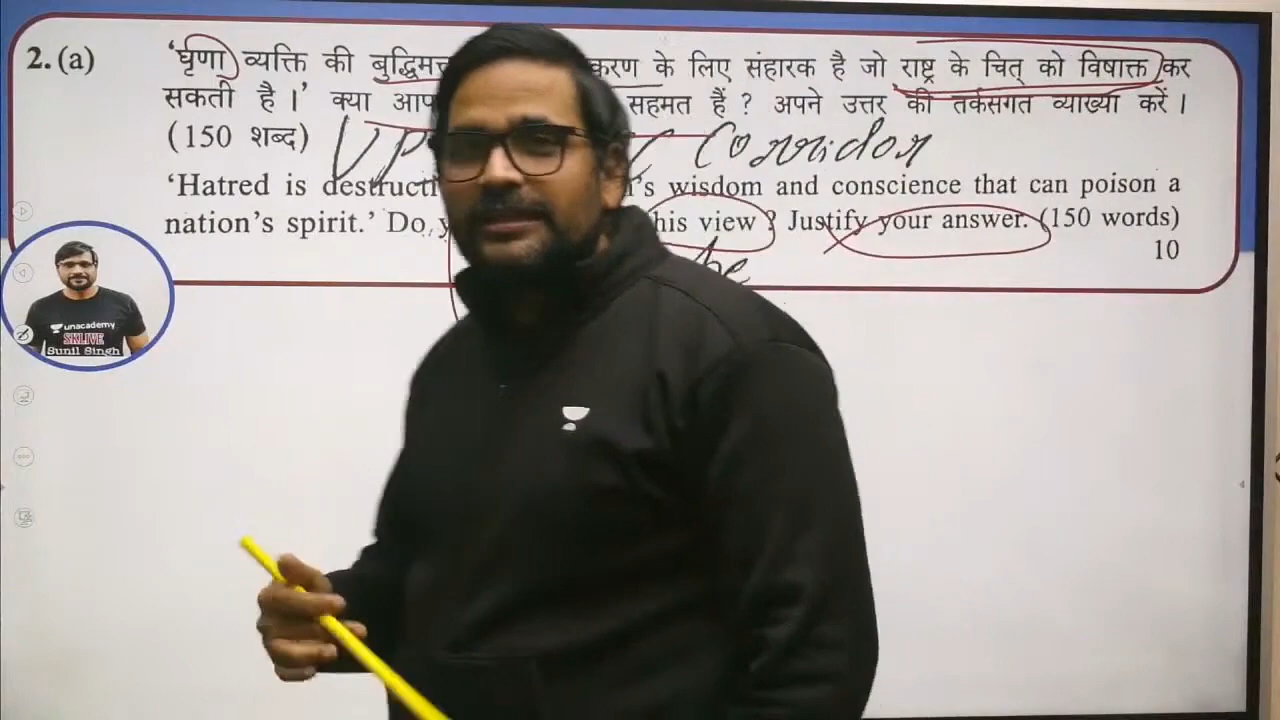 2. (a) 'घृणा व्यक्ति की बुद्धिमत्त करण के लिए संहारक है जो राष्ट्र के चित् को विषाक्त कर
सकती है ।' क्या आप सहमत हैं ? अपने उत्तर की तर्कसंगत व्याख्या करें ।
(150 शब्द)
UP Corridor
'Hatred is destructi 's wisdom and conscience that can poison a
nation's spirit.' Do y his view ? Justify your answer. (150 words)
10
unacademy
SKLIVE
Sunil Singh